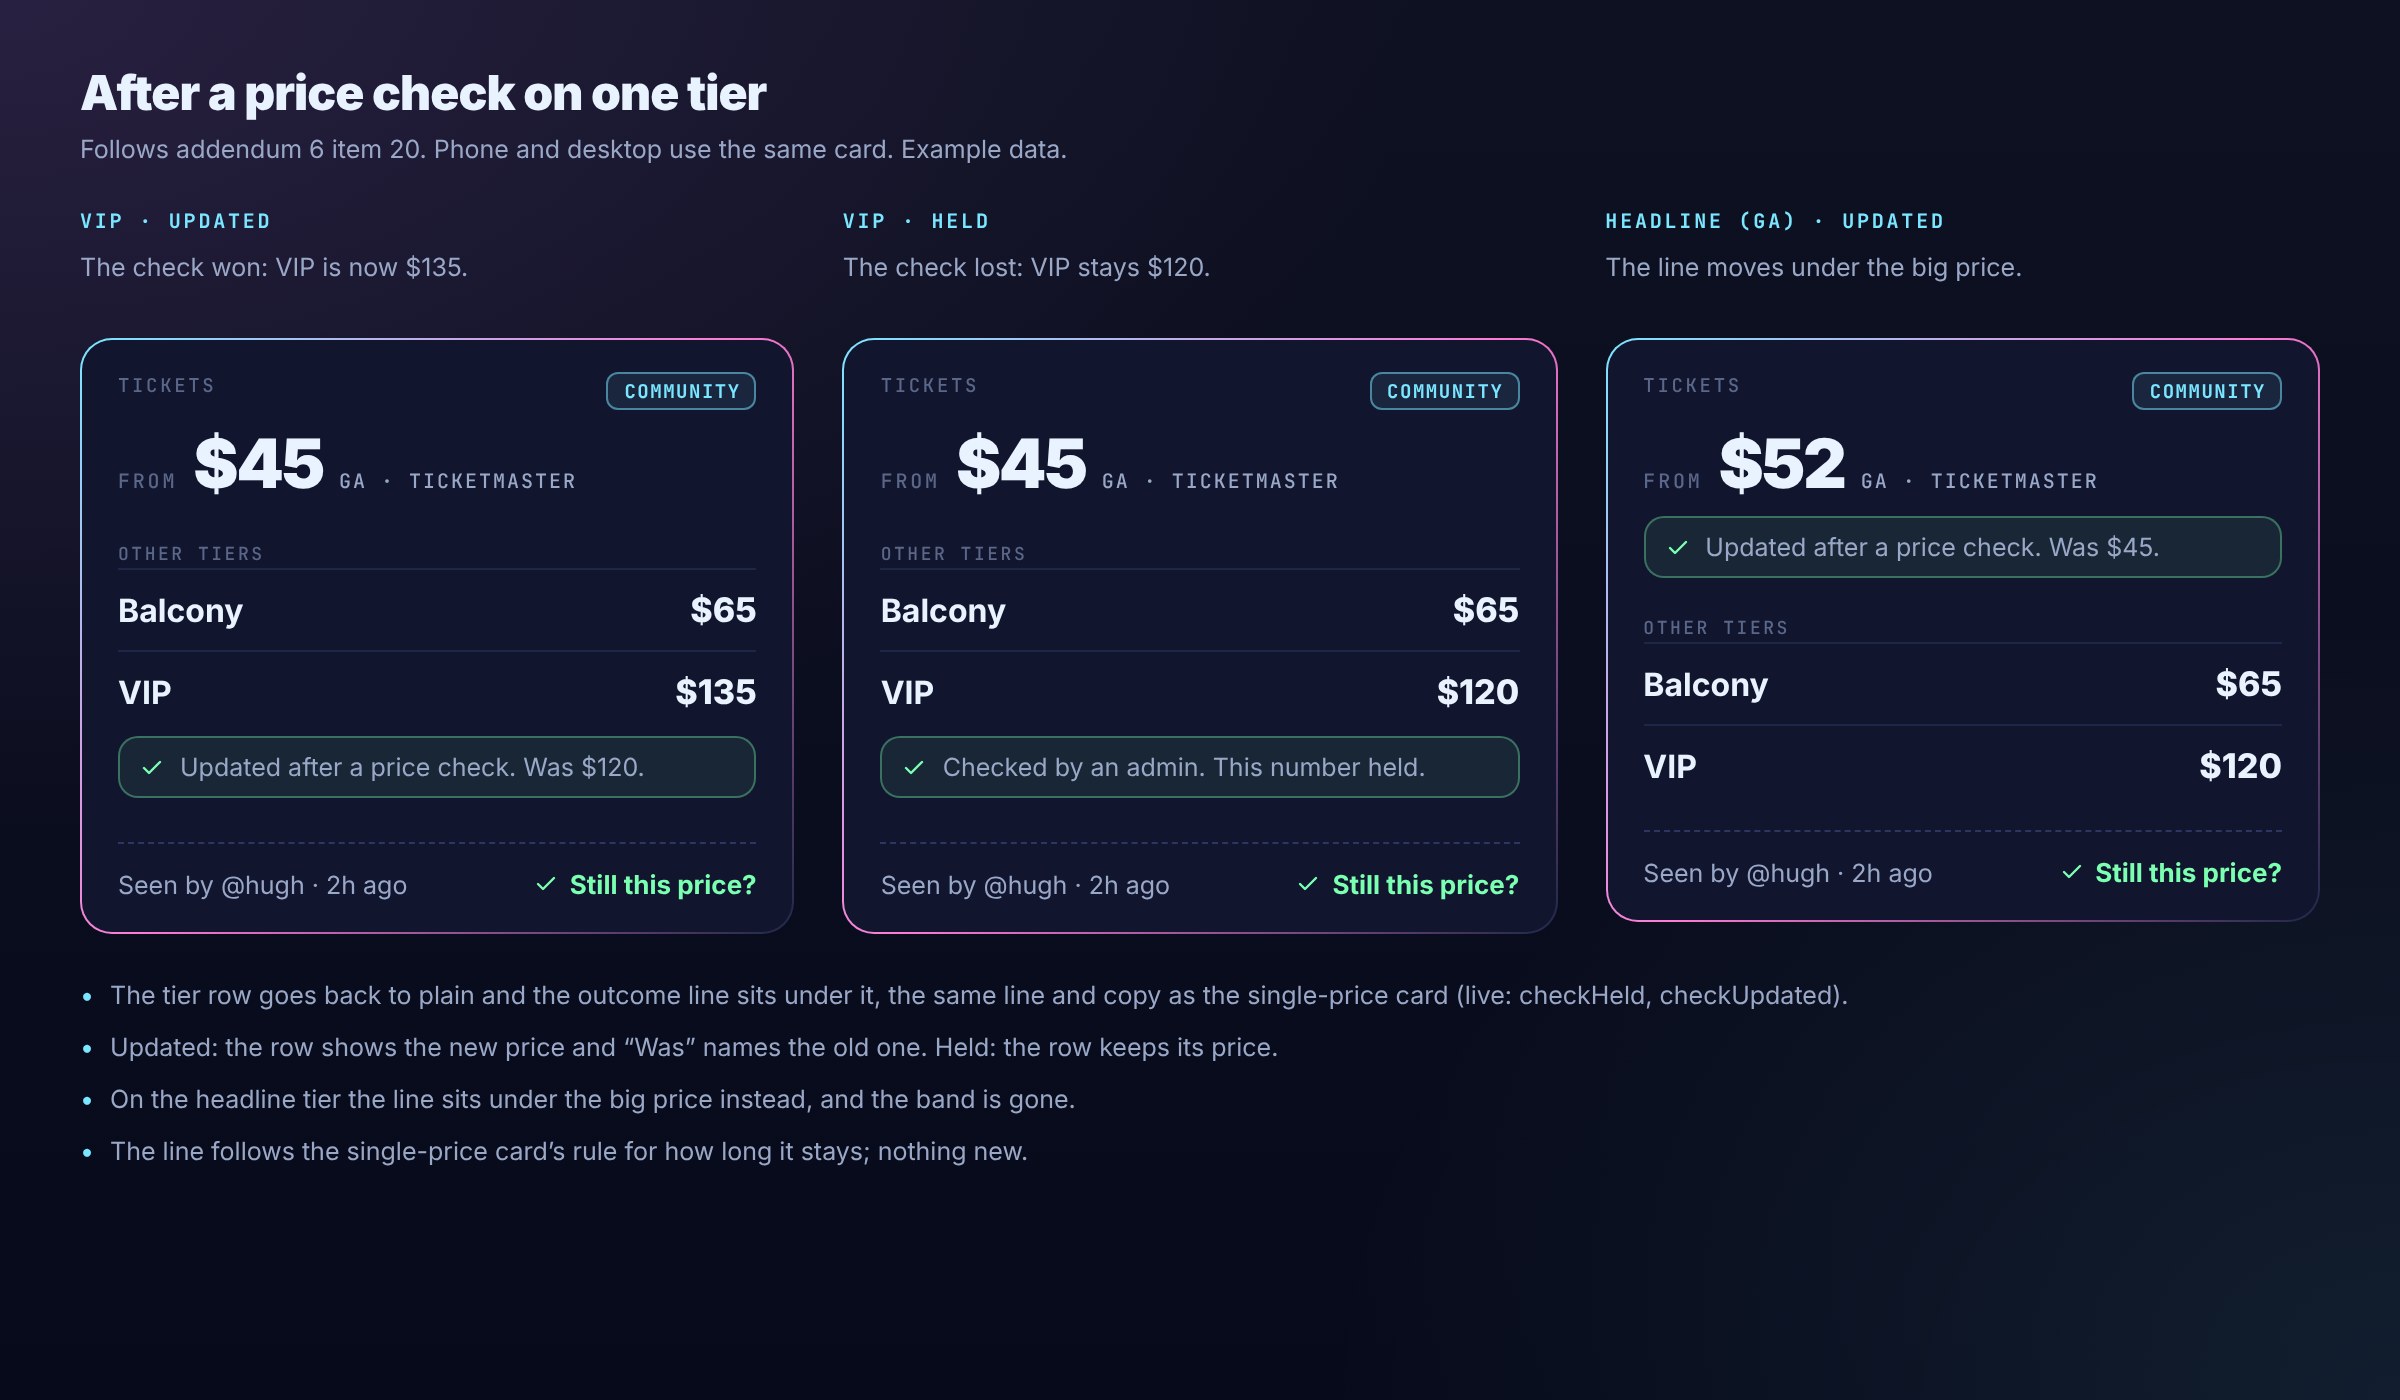 After a price check on one tier
Follows addendum 6 item 20. Phone and desktop use the same card. Example data.
VIP · UPDATED
The check won: VIP is now $135.
TICKETS
COMMUNITY
FROM $45 GA · TICKETMASTER
OTHER TIERS
Balcony $65
VIP $135
✓ Updated after a price check. Was $120.
Seen by @hugh · 2h ago ✓ Still this price?
VIP · HELD
The check lost: VIP stays $120.
TICKETS
COMMUNITY
FROM $45 GA · TICKETMASTER
OTHER TIERS
Balcony $65
VIP $120
✓ Checked by an admin. This number held.
Seen by @hugh · 2h ago ✓ Still this price?
HEADLINE (GA) · UPDATED
The line moves under the big price.
TICKETS
COMMUNITY
FROM $52 GA · TICKETMASTER
✓ Updated after a price check. Was $45.
OTHER TIERS
Balcony $65
VIP $120
Seen by @hugh · 2h ago ✓ Still this price?
• The tier row goes back to plain and the outcome line sits under it, the same line and copy as the single-price card (live: checkHeld, checkUpdated).
• Updated: the row shows the new price and “Was” names the old one. Held: the row keeps its price.
• On the headline tier the line sits under the big price instead, and the band is gone.
• The line follows the single-price card’s rule for how long it stays; nothing new.